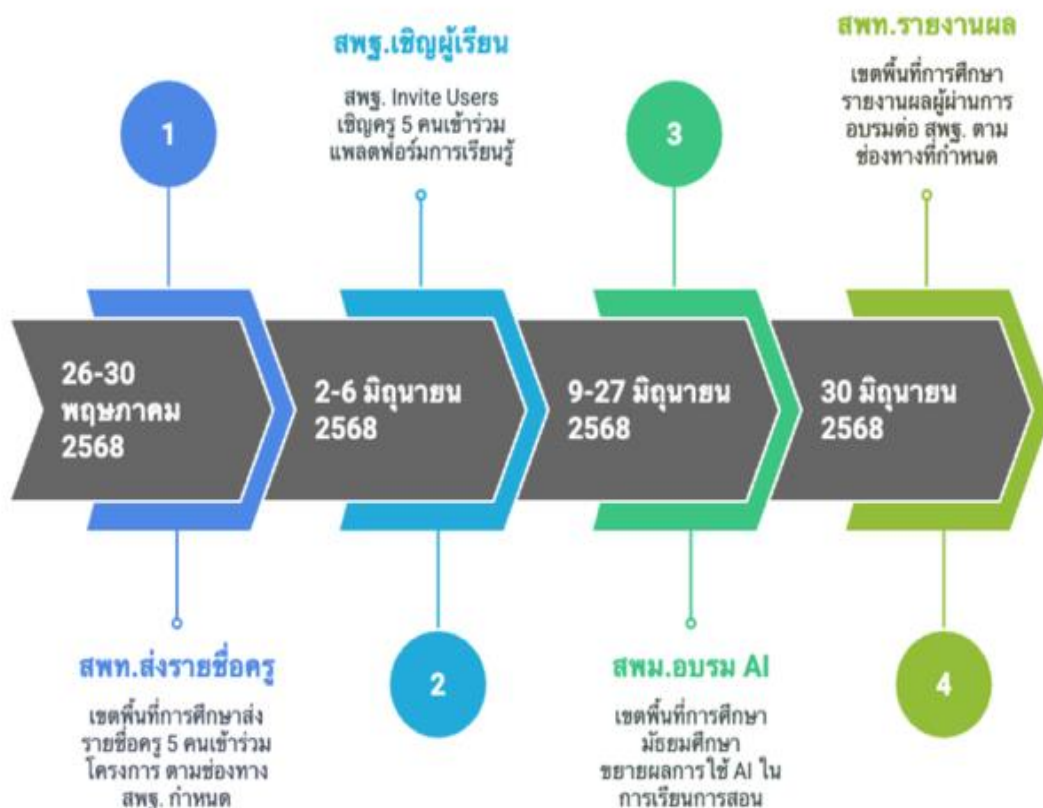 1
26-30
พฤษภาคม
2568
สพท.ส่งรายชื่อครู
เขตพื้นที่การศึกษาส่ง
รายชื่อครู 5 คนเข้าร่วม
โครงการ ตามช่องทาง
สพฐ. กำหนด
สพฐ.เชิญผู้เรียน
สพฐ. Invite Users
เชิญครู 5 คนเข้าร่วม
แพลตฟอร์มการเรียนรู้
2-6 มิถุนายน
2568
2
3
9-27 มิถุนายน
2568
สพม.อบรม AI
เขตพื้นที่การศึกษา
มัธยมศึกษา
ขยายผลการใช้ AI ใน
การเรียนการสอน
สพท.รายงานผล
เขตพื้นที่การศึกษา
รายงานผลผู้ผ่านการ
อบรมต่อ สพฐ. ตาม
ช่องทางที่กำหนด
30 มิถุนายน
2568
4